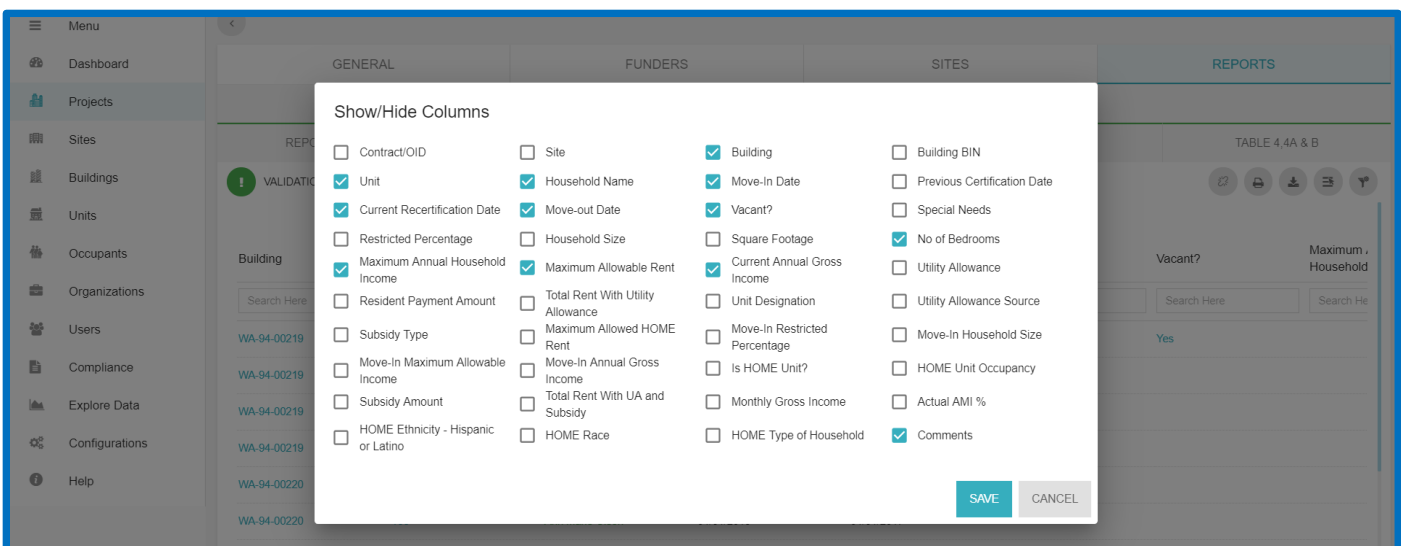 Menu
Dashboard
GENERAL FUNDERS SITES REPORTS
Projects
Show/Hide Columns
Sites
TABLE 4,4A & B
Contract/OID Site Building Building BIN
Buildings
Unit Household Name Move-In Date Previous Certification Date
Units
Current Recertification Date Move-out Date Vacant? Special Needs
Restricted Percentage Household Size Square Footage No of Bedrooms
Occupants
Building
Vacant?
Maximum
Household
Maximum Annual Household
Income
Maximum Allowable Rent
Current Annual Gross
Income
Utility Allowance
Organizations
Search Here
Search Here
Search
Resident Payment Amount
Total Rent With Utility
Allowance
Unit Designation
Utility Allowance Source
Users
WA-94-00219
Yes
Subsidy Type
Maximum Allowed HOME
Rent
Move-In Restricted
Percentage
Move-In Household Size
Compliance
WA-94-00219
Move-In Maximum Allowable
Income
Move-In Annual Gross
Income
Is HOME Unit?
HOME Unit Occupancy
Explore Data
WA-94-00219
Subsidy Amount
Total Rent With UA and
Subsidy
Monthly Gross Income
Actual AMI %
Configurations
WA-94-00219
HOME Ethnicity - Hispanic
or Latino
HOME Race
HOME Type of Household
Comments
Help
WA-94-00220
SAVE CANCEL
WA-94-00220